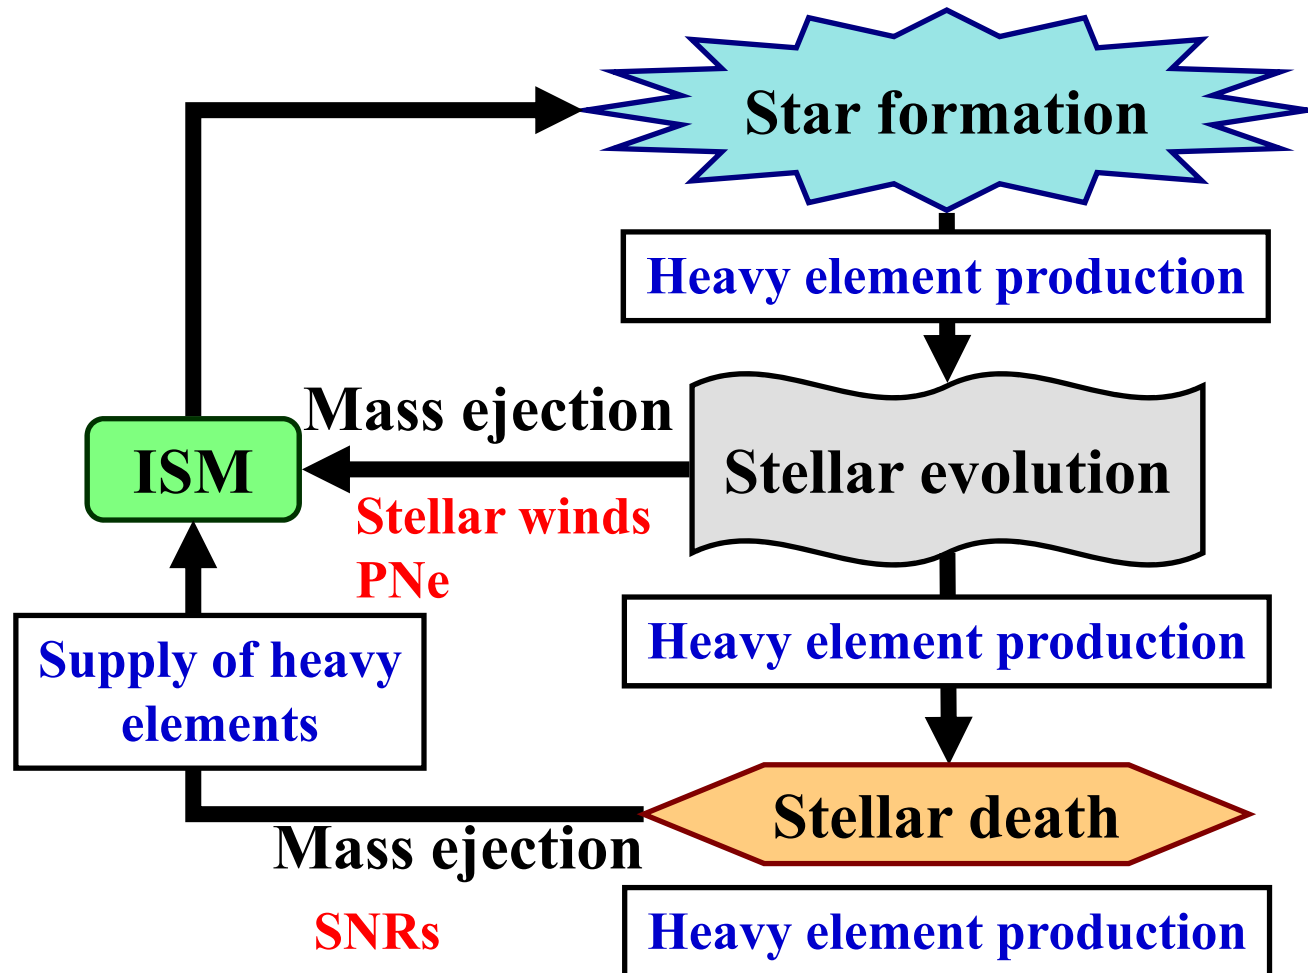 Star formation
Heavy element production
Mass ejection
ISM
Stellar evolution
Stellar winds
PNe
Supply of heavy
elements
Heavy element production
Stellar death
Mass ejection
SNRs
Heavy element production